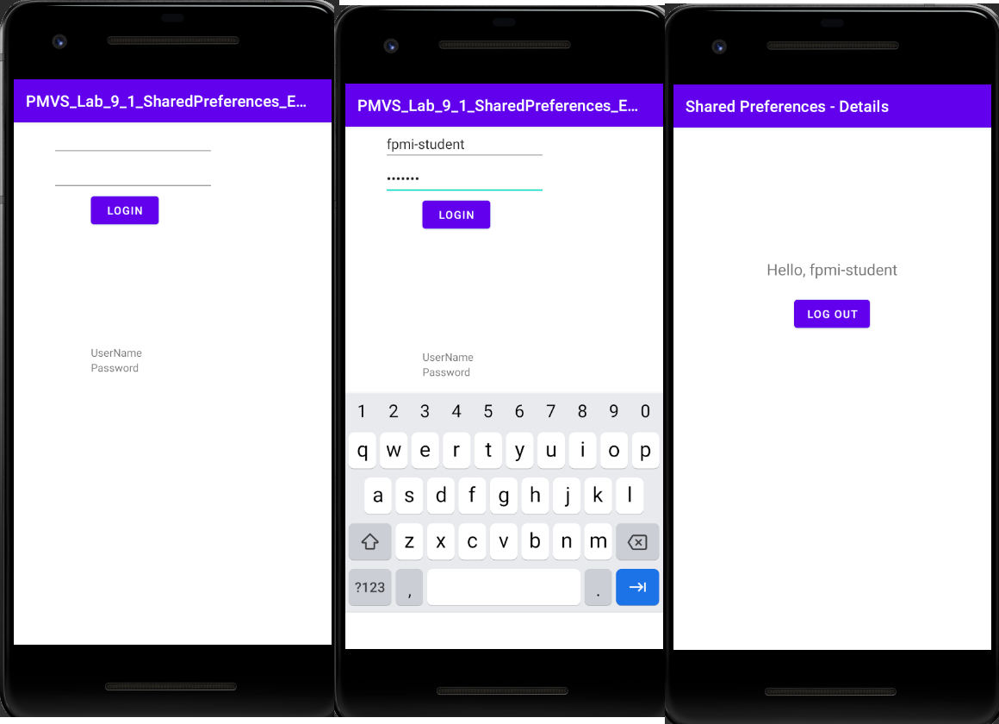 PMVS_Lab_9_1_SharedPreferences_E...
LOGIN
UserName
Password
PMVS_Lab_9_1_SharedPreferences_E...
fpmi-student
•••••••
LOGIN
UserName
Password
1 2 3 4 5 6 7 8 9 0
q w e r t y u i o p
a s d f g h j k l
z x c v b n m
?123 , .
Shared Preferences - Details
Hello, fpmi-student
LOG OUT